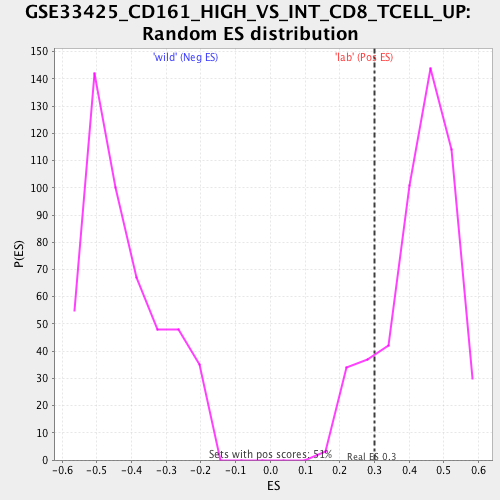 GSE33425_CD161_HIGH_VS_INT_CD8_TCELL_UP:
Random ES distribution
'wild' (Neg ES)
'lab' (Pos ES)
150
140
130
120
110
100
90
80
70
60
50
40
30
20
10
0
P(ES)
Sets with pos scores: 51%
Real ES 0.3
-0.6 -0.5 -0.4 -0.3 -0.2 -0.1 0.0 0.1 0.2 0.3 0.4 0.5 0.6
ES